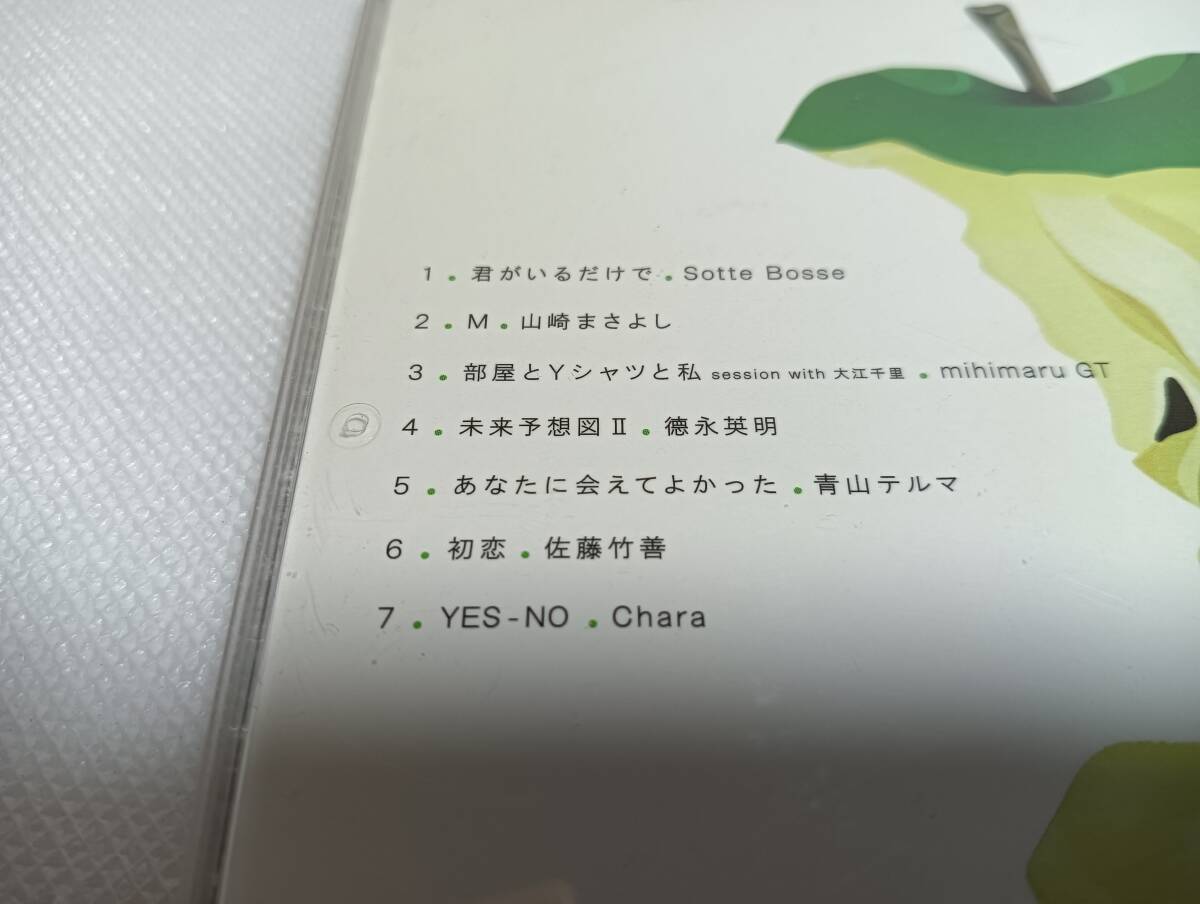 1 . 君がいるだけで . Sotte Bosse
2 . M . 山崎まさよし
3 . 部屋とYシャツと私 session with 大江千里 . mihimaru GT
4 . 未来予想図Ⅱ . 德永英明
5 . あなたに会えてよかった . 青山テルマ
6 . 初恋 . 佐藤竹善
7 . YES-NO . Chara